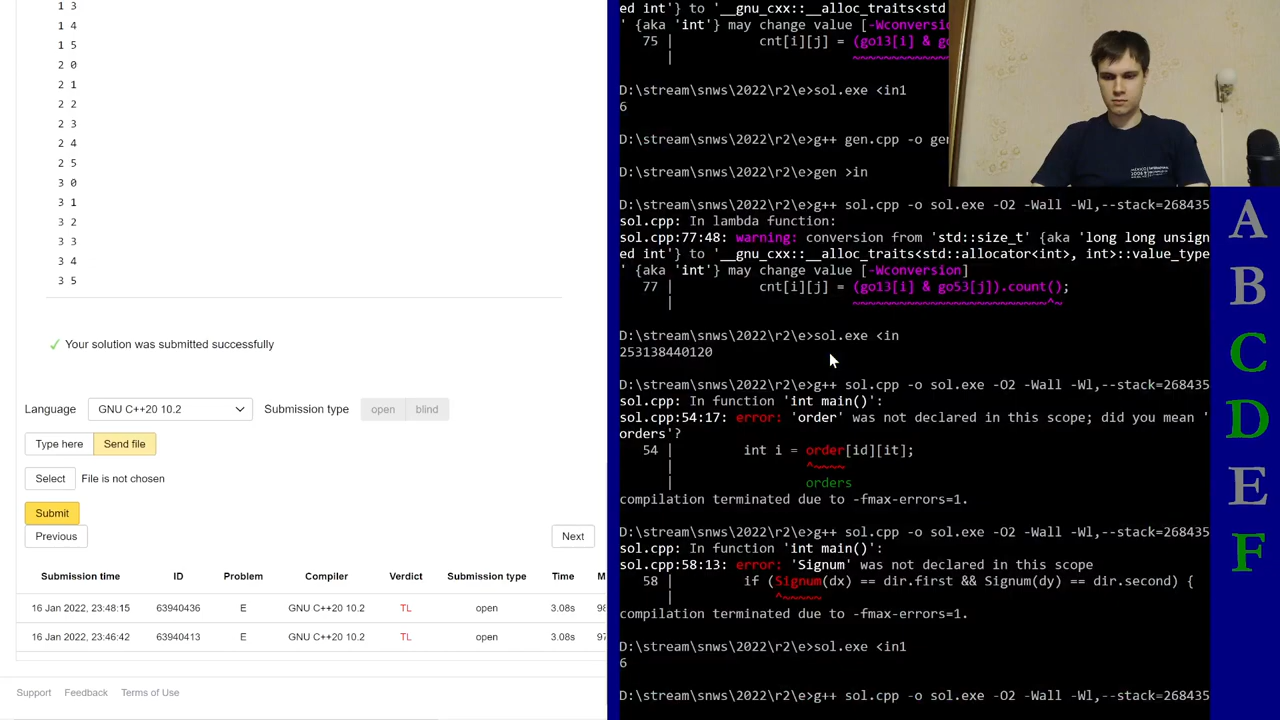 1 3
1 4
1 5
2 0
2 1
2 2
2 3
2 4
2 5
3 0
3 1
3 2
3 3
3 4
3 5
✓ Your solution was submitted successfully
Language GNU C++20 10.2 Submission type open blind
Type here Send file
Select File is not chosen
Submit
Previous Next
Submission time ID Problem Compiler Verdict Submission type Time
16 Jan 2022, 23:48:15 63940436 E GNU C++20 10.2 TL open 3.08s
16 Jan 2022, 23:46:42 63940413 E GNU C++20 10.2 TL open 3.08s
Support Feedback Terms of Use
ed int'} to '__gnu_cxx::__alloc_traits<std
' {aka 'int'} may change value [-Wconversi
75 | cnt[i][j] = (go13[i] & g
|
D:\stream\snws\2022\r2\e>sol.exe <in1
6
D:\stream\snws\2022\r2\e>g++ gen.cpp -o ge
D:\stream\snws\2022\r2\e>gen >in
D:\stream\snws\2022\r2\e>g++ sol.cpp -o sol.exe -O2 -Wall -Wl,--stack=268435
sol.cpp: In lambda function:
sol.cpp:77:48: warning: conversion from 'std::size_t' {aka 'long long unsign
ed int'} to '__gnu_cxx::__alloc_traits<std::allocator<int>, int>::value_type
' {aka 'int'} may change value [-Wconversion]
77 | cnt[i][j] = (go13[i] & go53[j]).count();
| ~~~~~~~~~~~~~~~~~~~~~~~~~^~
D:\stream\snws\2022\r2\e>sol.exe <in
253138440120
D:\stream\snws\2022\r2\e>g++ sol.cpp -o sol.exe -O2 -Wall -Wl,--stack=268435
sol.cpp: In function 'int main()':
sol.cpp:54:17: error: 'order' was not declared in this scope; did you mean '
orders'?
54 | int i = order[id][it];
| ^~~~~
| orders
compilation terminated due to -fmax-errors=1.
D:\stream\snws\2022\r2\e>g++ sol.cpp -o sol.exe -O2 -Wall -Wl,--stack=268435
sol.cpp: In function 'int main()':
sol.cpp:58:13: error: 'Signum' was not declared in this scope
58 | if (Signum(dx) == dir.first && Signum(dy) == dir.second) {
| ^~~~~~
compilation terminated due to -fmax-errors=1.
D:\stream\snws\2022\r2\e>sol.exe <in1
6
D:\stream\snws\2022\r2\e>g++ sol.cpp -o sol.exe -O2 -Wall -Wl,--stack=268435
A
B
C
D
E
F